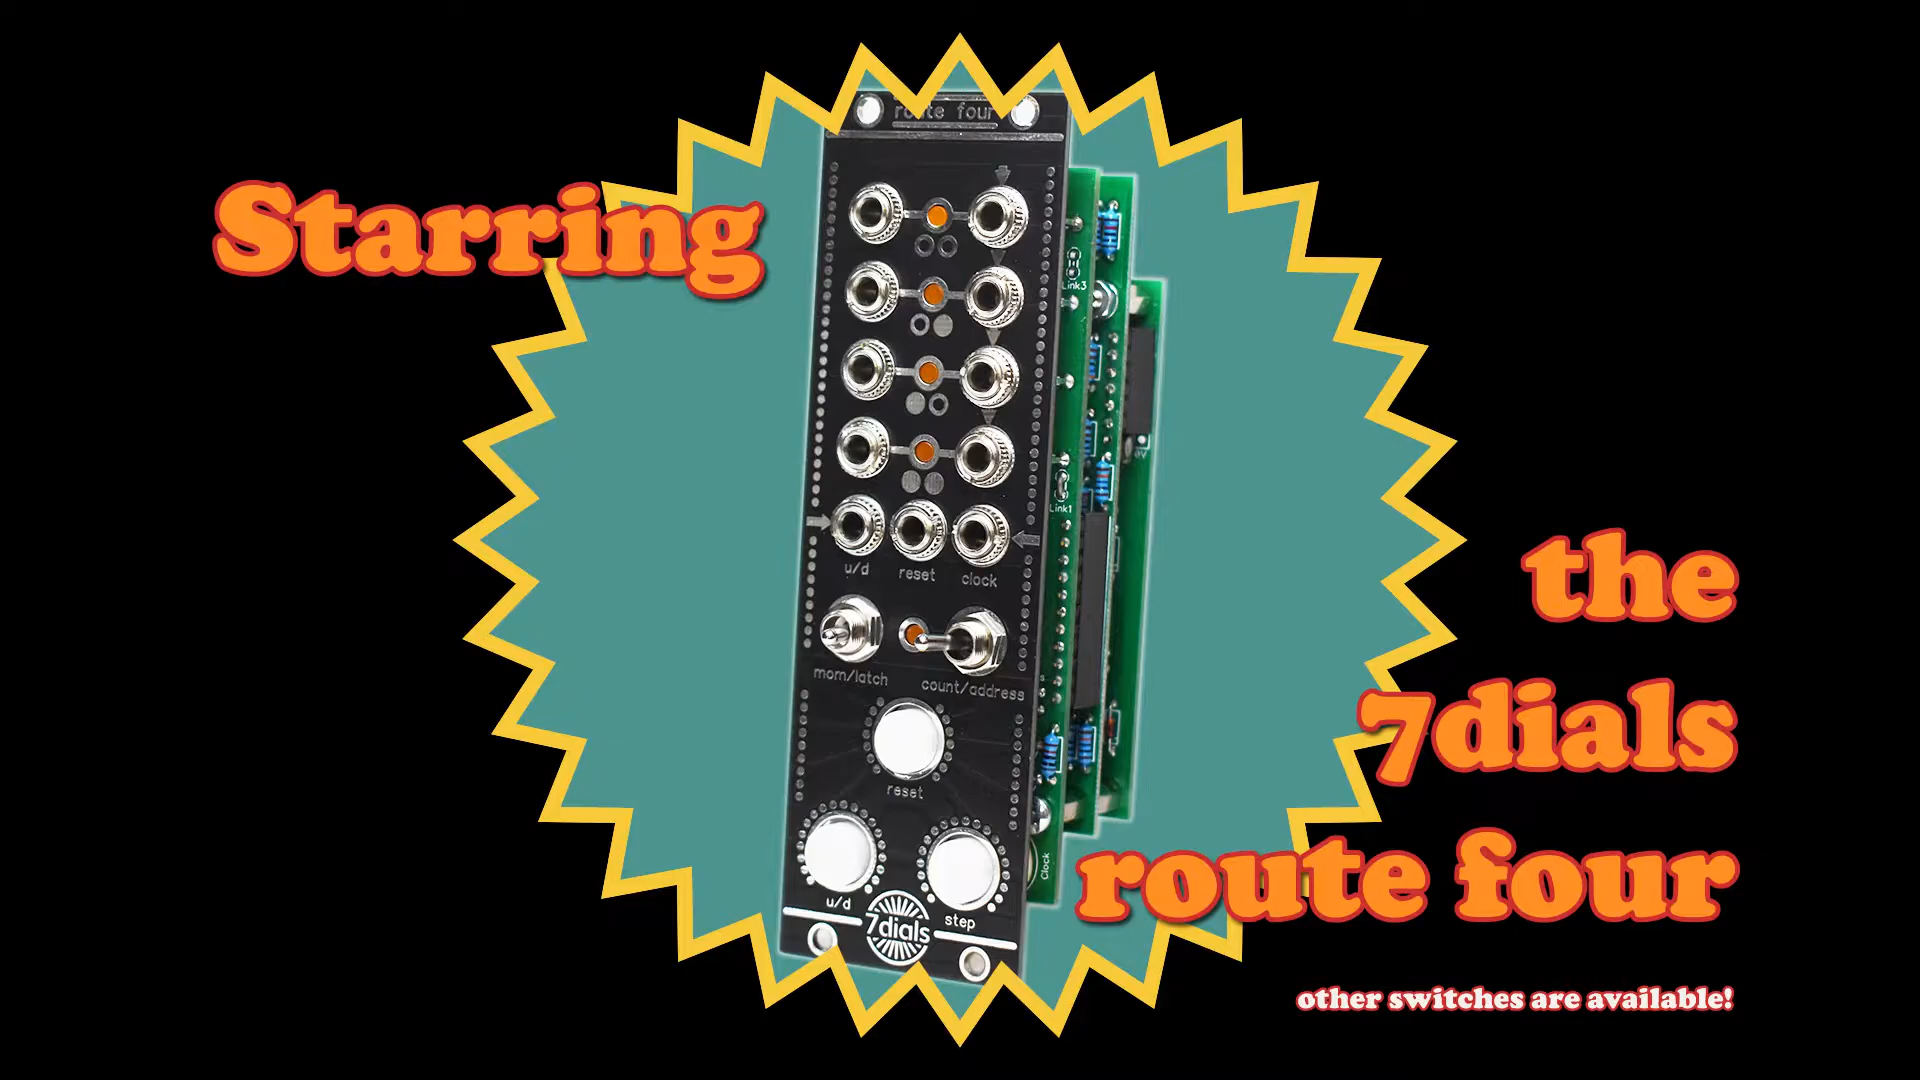 Starring
the
7dials
route four
other switches are available!
route four
Link3
0V
Link1
u/d
reset
clock
mom/latch
count/address
reset
Clock
u/d
step
7dials